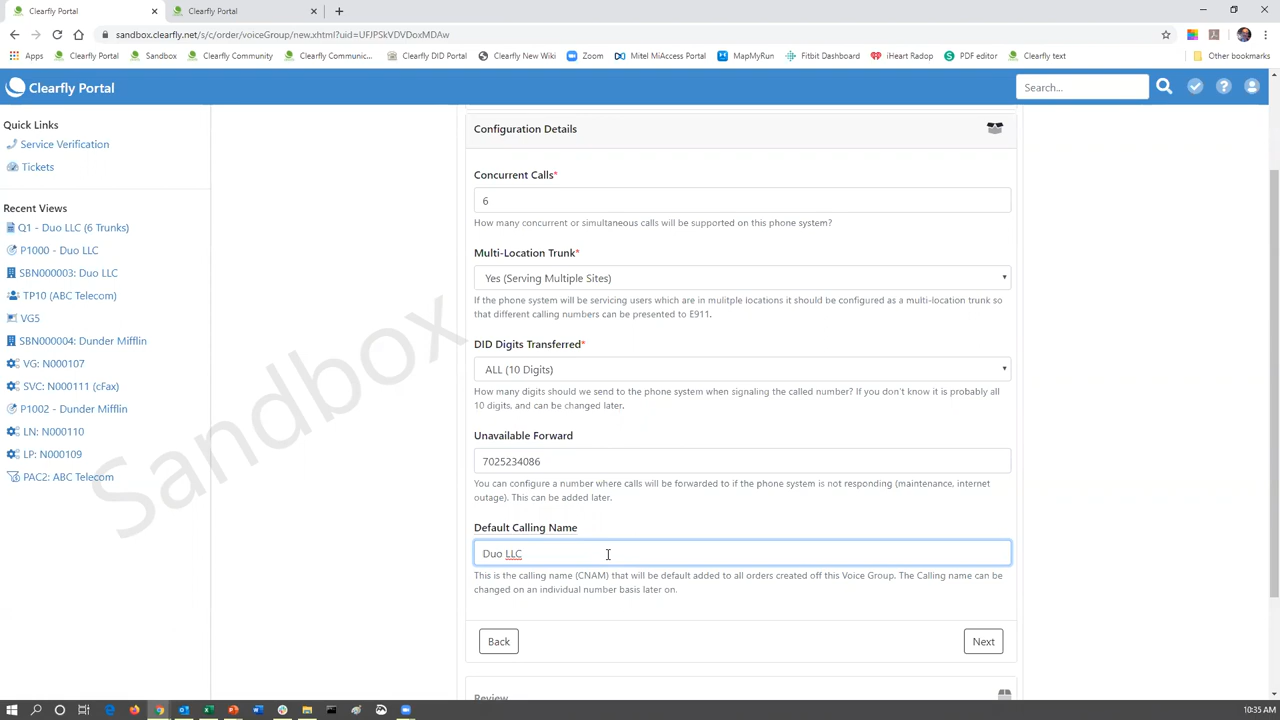 Clearfly Portal
Clearfly Portal
sandbox.clearfly.net/s/c/order/voiceGroup/new.xhtml?uid=UFJPSkVDVDoxMDAw
Apps
Clearfly Portal
Sandbox
Clearfly Community
Clearfly Communic...
Clearfly DID Portal
Clearfly New Wiki
Zoom
Mitel MiAccess Portal
MapMyRun
Fitbit Dashboard
iHeart Radop
PDF editor
Clearfly text
Other bookmarks
Clearfly Portal
Search...
Quick Links
Service Verification
Tickets
Recent Views
Q1 - Duo LLC (6 Trunks)
P1000 - Duo LLC
SBN000003: Duo LLC
TP10 (ABC Telecom)
VG5
SBN000004: Dunder Mifflin
VG: N000107
SVC: N000111 (cFax)
P1002 - Dunder Mifflin
LN: N000110
LP: N000109
PAC2: ABC Telecom
Sandbox
Configuration Details
Concurrent Calls*
6
How many concurrent or simultaneous calls will be supported on this phone system?
Multi-Location Trunk*
Yes (Serving Multiple Sites)
If the phone system will be servicing users which are in mulitple locations it should be configured as a multi-location trunk so
that different calling numbers can be presented to E911.
DID Digits Transferred*
ALL (10 Digits)
How many digits should we send to the phone system when signaling the called number? If you don't know it is probably all
10 digits, and can be changed later.
Unavailable Forward
7025234086
You can configure a number where calls will be forwarded to if the phone system is not responding (maintenance, internet
outage). This can be added later.
Default Calling Name
Duo LLC
This is the calling name (CNAM) that will be default added to all orders created off this Voice Group. The Calling name can be
changed on an individual number basis later on.
Back
Next
Review
10:35 AM